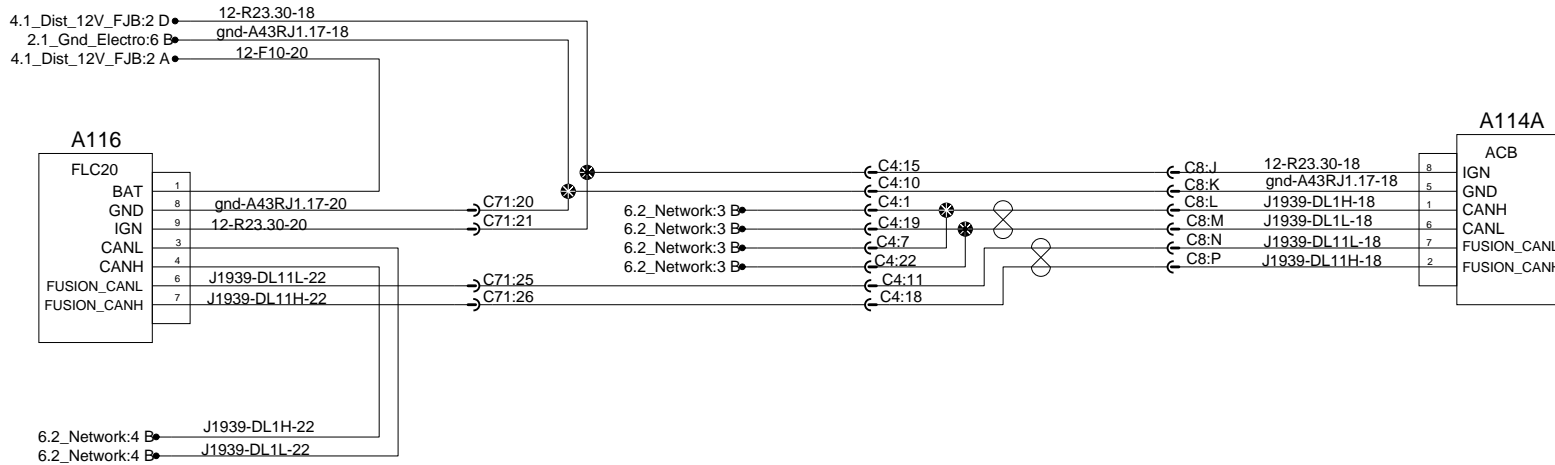 4.1_Dist_12V_FJB:2 D 12-R23.30-18
2.1_Gnd_Electro:6 B gnd-A43RJ1.17-18
4.1_Dist_12V_FJB:2 A 12-F10-20
A116
FLC20
BAT 1
GND 8 gnd-A43RJ1.17-20 C71:20
IGN 9 12-R23.30-20 C71:21
CANL 3
CANH 4
FUSION_CANL 6 J1939-DL11L-22 C71:25
FUSION_CANH 7 J1939-DL11H-22 C71:26
6.2_Network:4 B J1939-DL1H-22
6.2_Network:4 B J1939-DL1L-22
C4:15
C4:10
6.2_Network:3 B C4:1
6.2_Network:3 B C4:19
6.2_Network:3 B C4:7
6.2_Network:3 B C4:22
C4:11
C4:18
A114A
ACB
C8:J 12-R23.30-18 8 IGN
C8:K gnd-A43RJ1.17-18 5 GND
C8:L J1939-DL1H-18 1 CANH
C8:M J1939-DL1L-18 6 CANL
C8:N J1939-DL11L-18 7 FUSION_CANL
C8:P J1939-DL11H-18 2 FUSION_CANH